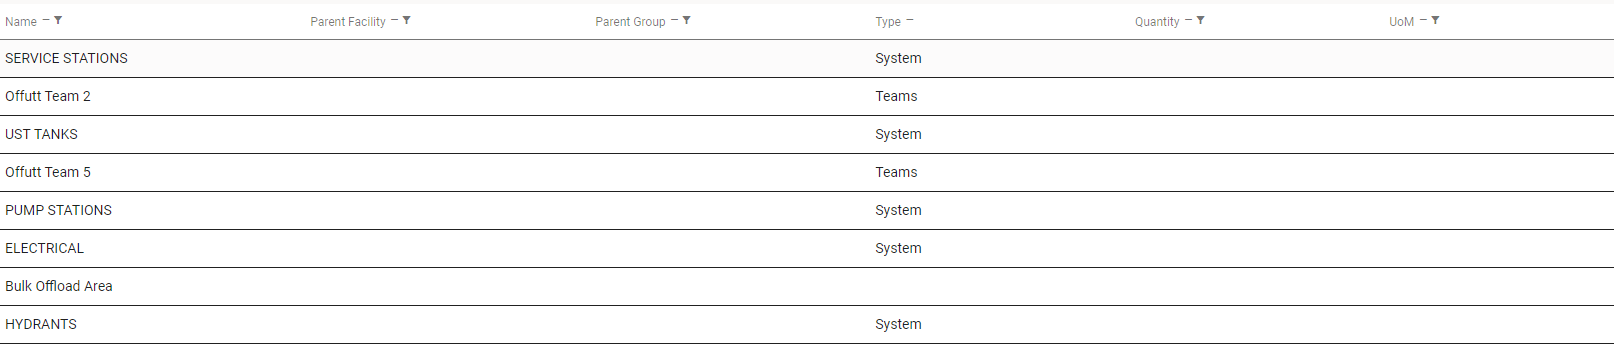 Name Parent Facility Parent Group Type Quantity UoM
SERVICE STATIONS System
Offutt Team 2 Teams
UST TANKS System
Offutt Team 5 Teams
PUMP STATIONS System
ELECTRICAL System
Bulk Offload Area
HYDRANTS System